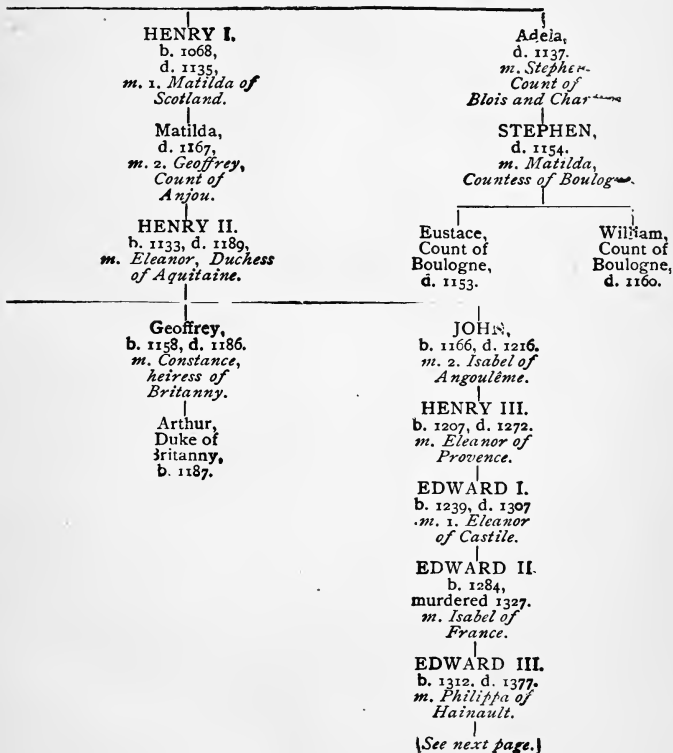 HENRY I.
b. 1068,
d. 1135,
m. 1. Matilda of
Scotland.
Matilda,
d. 1167,
m. 2. Geoffrey,
Count of
Anjou.
HENRY II.
b. 1133, d. 1189,
m. Eleanor, Duchess
of Aquitaine.
Adela,
d. 1137.
m. Stephen
Count of
Blois and
STEPHEN,
d. 1154.
m. Matilda,
Countess of Boulogne.
Eustace,
Count of
Boulogne,
d. 1153.
William,
Count of
Boulogne,
d. 1160.
Geoffrey,
b. 1158, d. 1186.
m. Constance,
heiress of
Britanny.
Arthur,
Duke of
Britanny,
b. 1187.
JOHN,
b. 1166, d. 1216.
m. 2. Isabel of
Angoulême.
HENRY III.
b. 1207, d. 1272.
m. Eleanor of
Provence.
EDWARD I.
b. 1239, d. 1307
m. 1. Eleanor
of Castile.
EDWARD II.
b. 1284,
murdered 1327.
m. Isabel of
France.
EDWARD III.
b. 1312. d. 1377.
m. Philippa of
Hainault.
(See next page.)